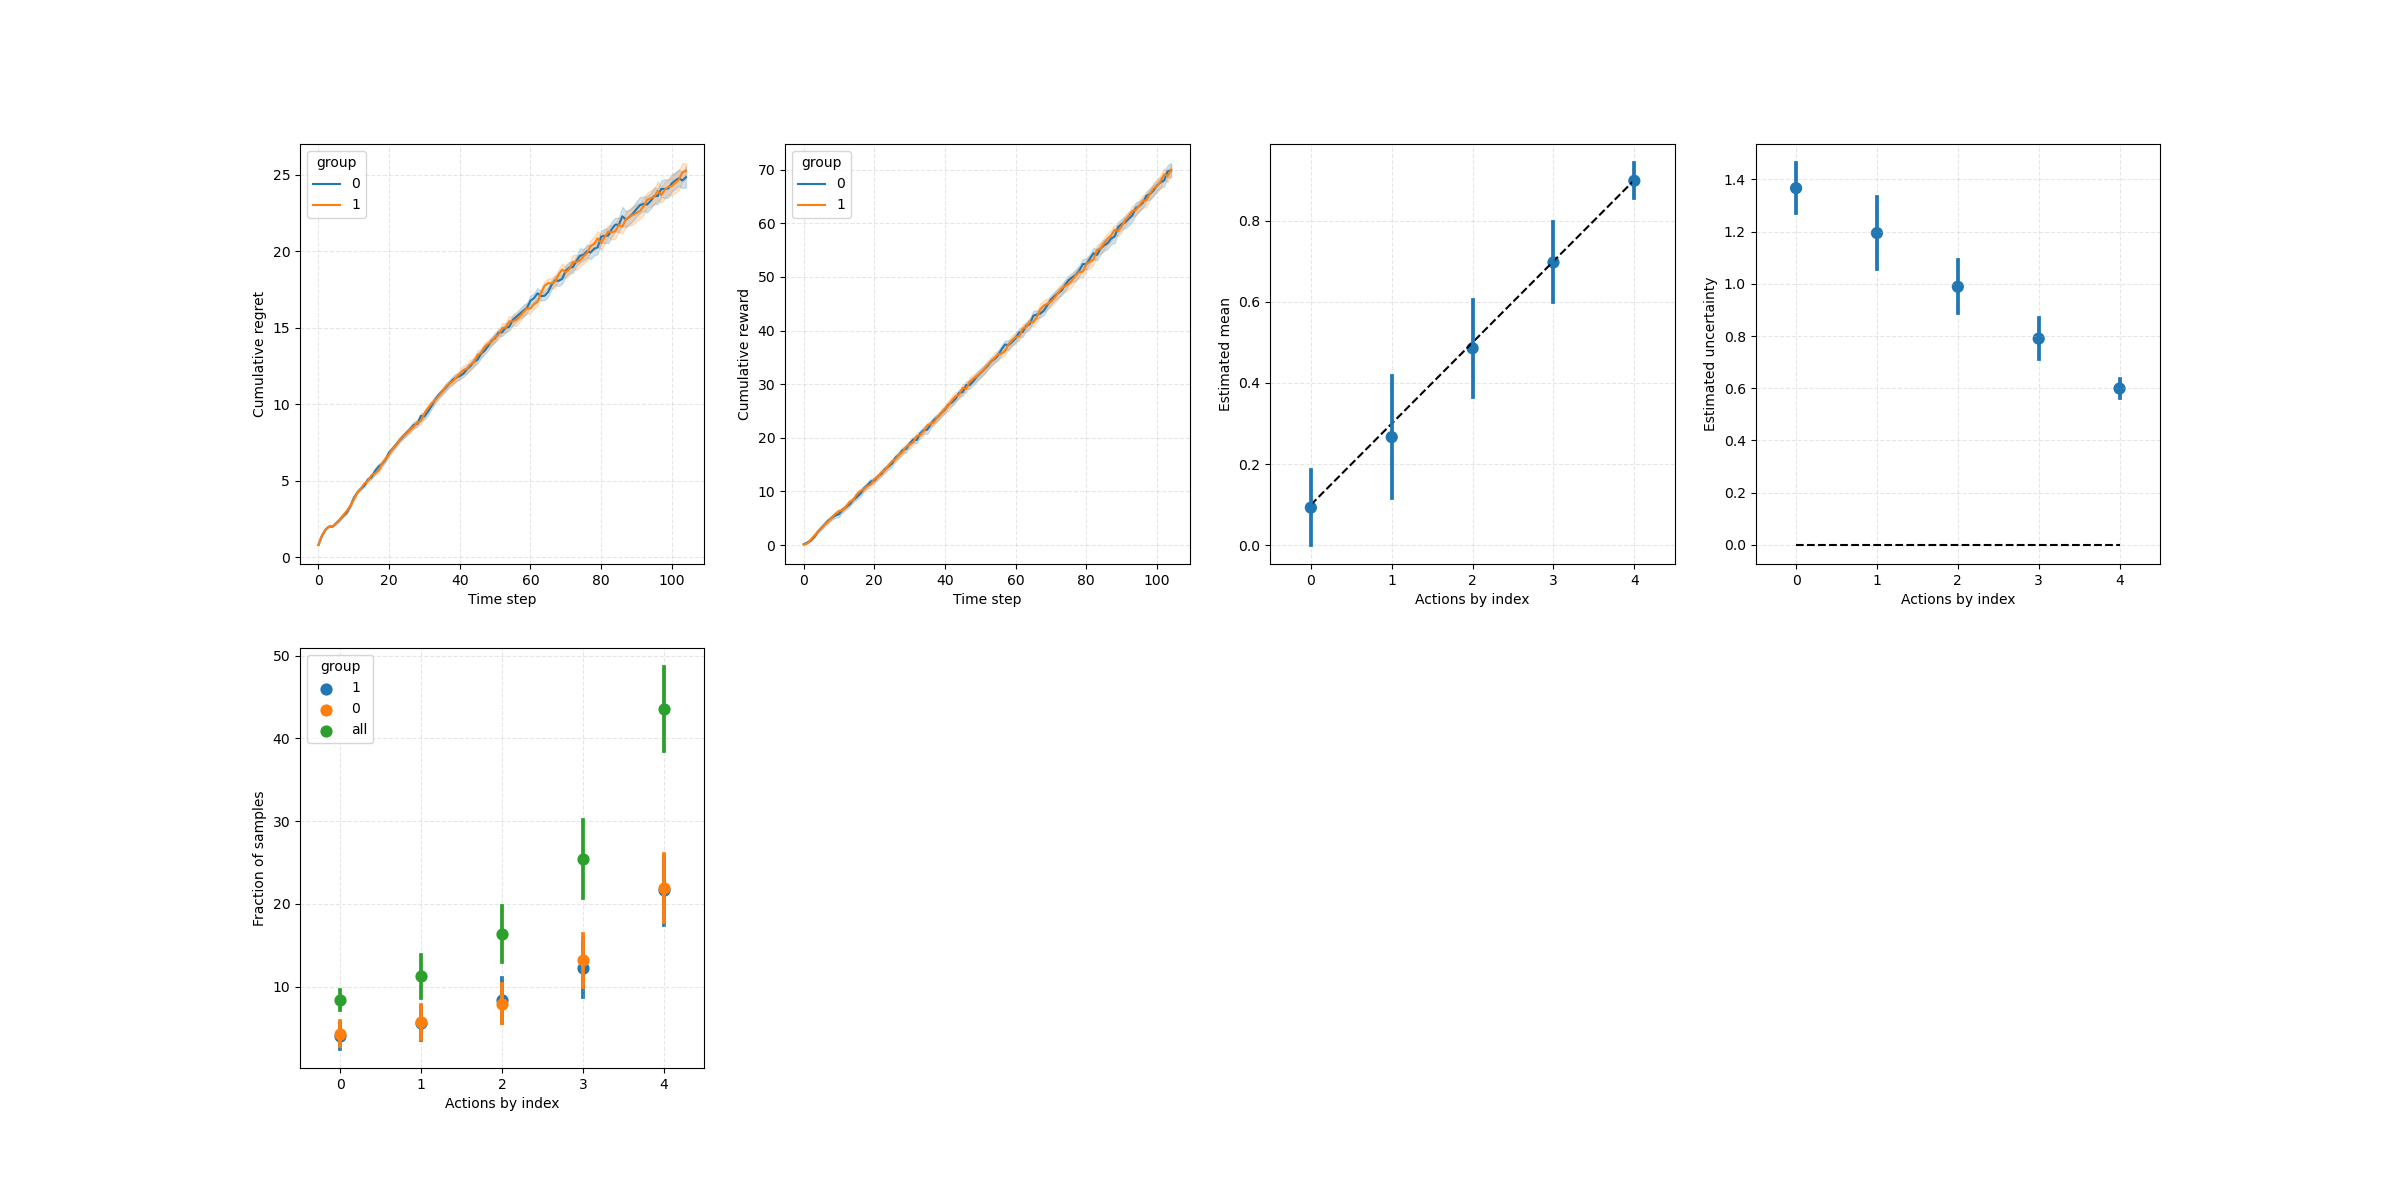 group
0
1
25
20
15
10
5
0
Cumulative regret
0 20 40 60 80 100
Time step
group
0
1
70
60
50
40
30
20
10
0
Cumulative reward
0 20 40 60 80 100
Time step
0.8
0.6
0.4
0.2
0.0
Estimated mean
0 1 2 3 4
Actions by index
1.4
1.2
1.0
0.8
0.6
0.4
0.2
0.0
Estimated uncertainty
0 1 2 3 4
Actions by index
group
1
0
all
50
40
30
20
10
Fraction of samples
0 1 2 3 4
Actions by index